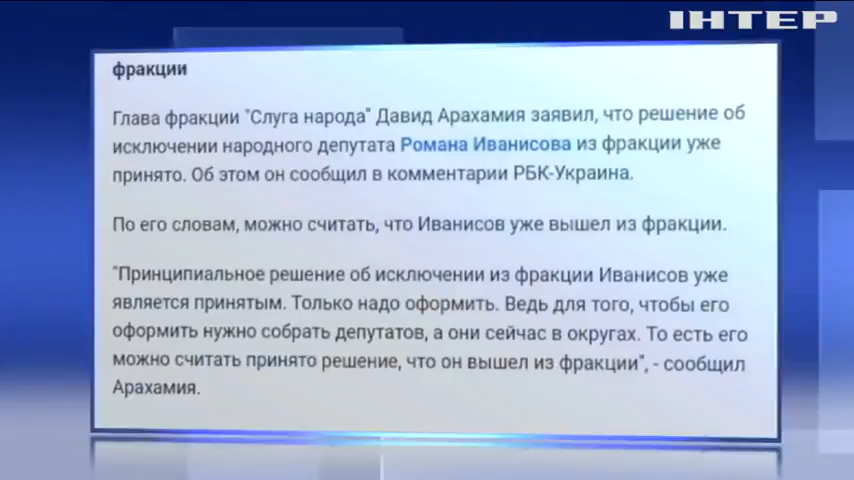 ІНТЕР
фракции
Глава фракции "Слуга народа" Давид Арахамия заявил, что решение об
исключении народного депутата Романа Иванисова из фракции уже
принято. Об этом он сообщил в комментарии РБК-Украина.
По его словам, можно считать, что Иванисов уже вышел из фракции.
"Принципиальное решение об исключении из фракции Иванисов уже
является принятым. Только надо оформить. Ведь для того, чтобы его
оформить нужно собрать депутатов, а они сейчас в округах. То есть его
можно считать принято решение, что он вышел из фракции", - сообщил
Арахамия.